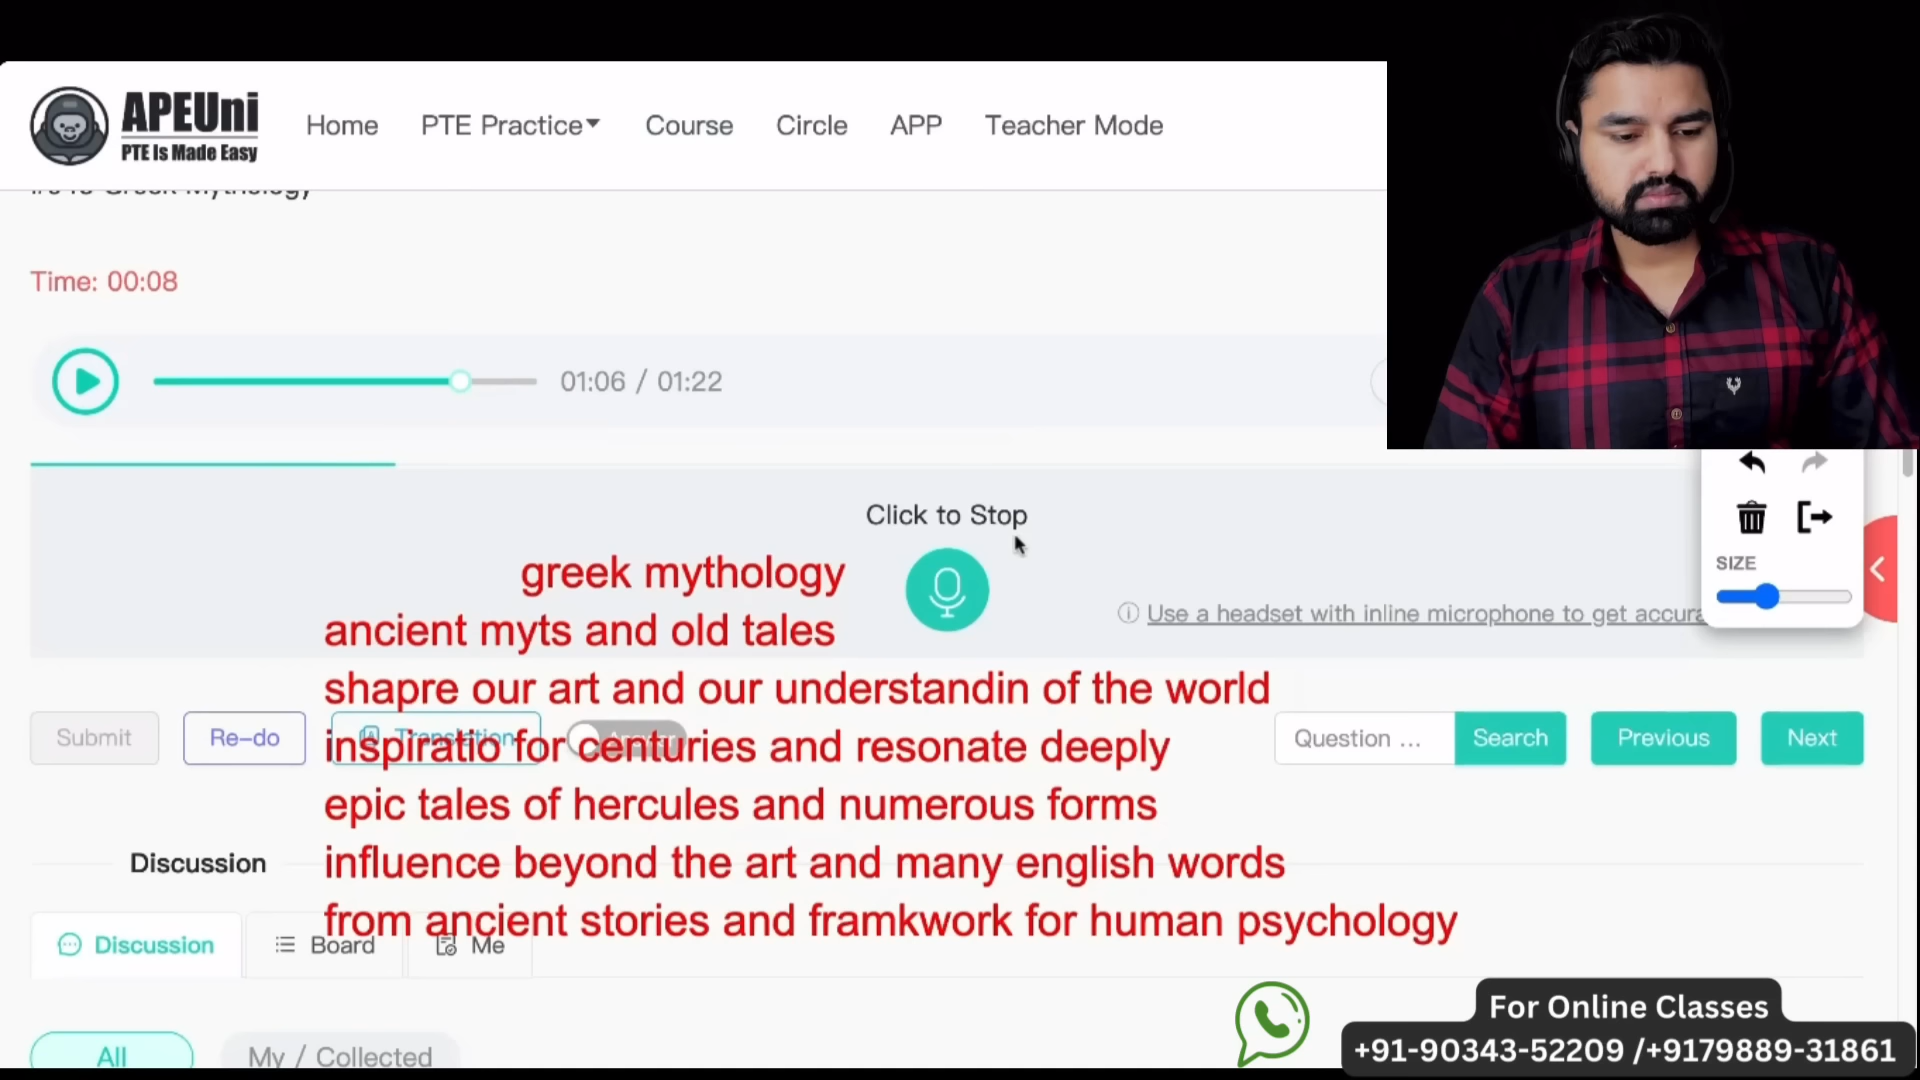 APEUni
PTE Is Made Easy
Home
PTE Practice
Course
Circle
APP
Teacher Mode
Greek Mythology
Time: 00:08
01:06 / 01:22
Click to Stop
greek mythology
ancient myts and old tales
Use a headset with inline microphone to get accura
SIZE
shapre our art and our understandin of the world
Submit
Re-do
Translation
inspiratio for centuries and resonate deeply
Question ...
Search
Previous
Next
epic tales of hercules and numerous forms
Discussion
influence beyond the art and many english words
from ancient stories and framkwork for human psychology
Discussion
Board
Me
For Online Classes
+91-90343-52209 /+9179889-31861
All
My / Collected